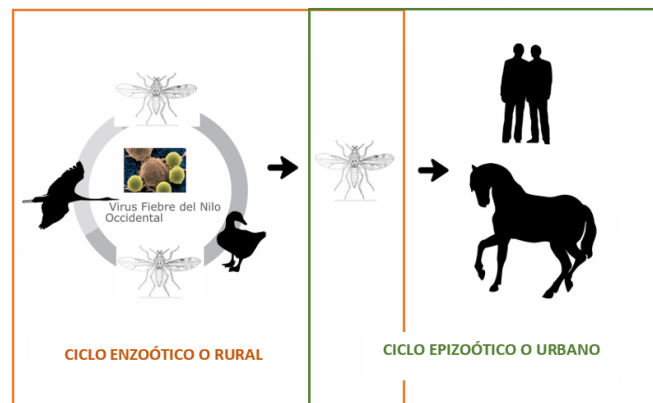 Virus Fiebre del Nilo
Occidental
CICLO ENZOÓTICO O RURAL
CICLO EPIZOÓTICO O URBANO